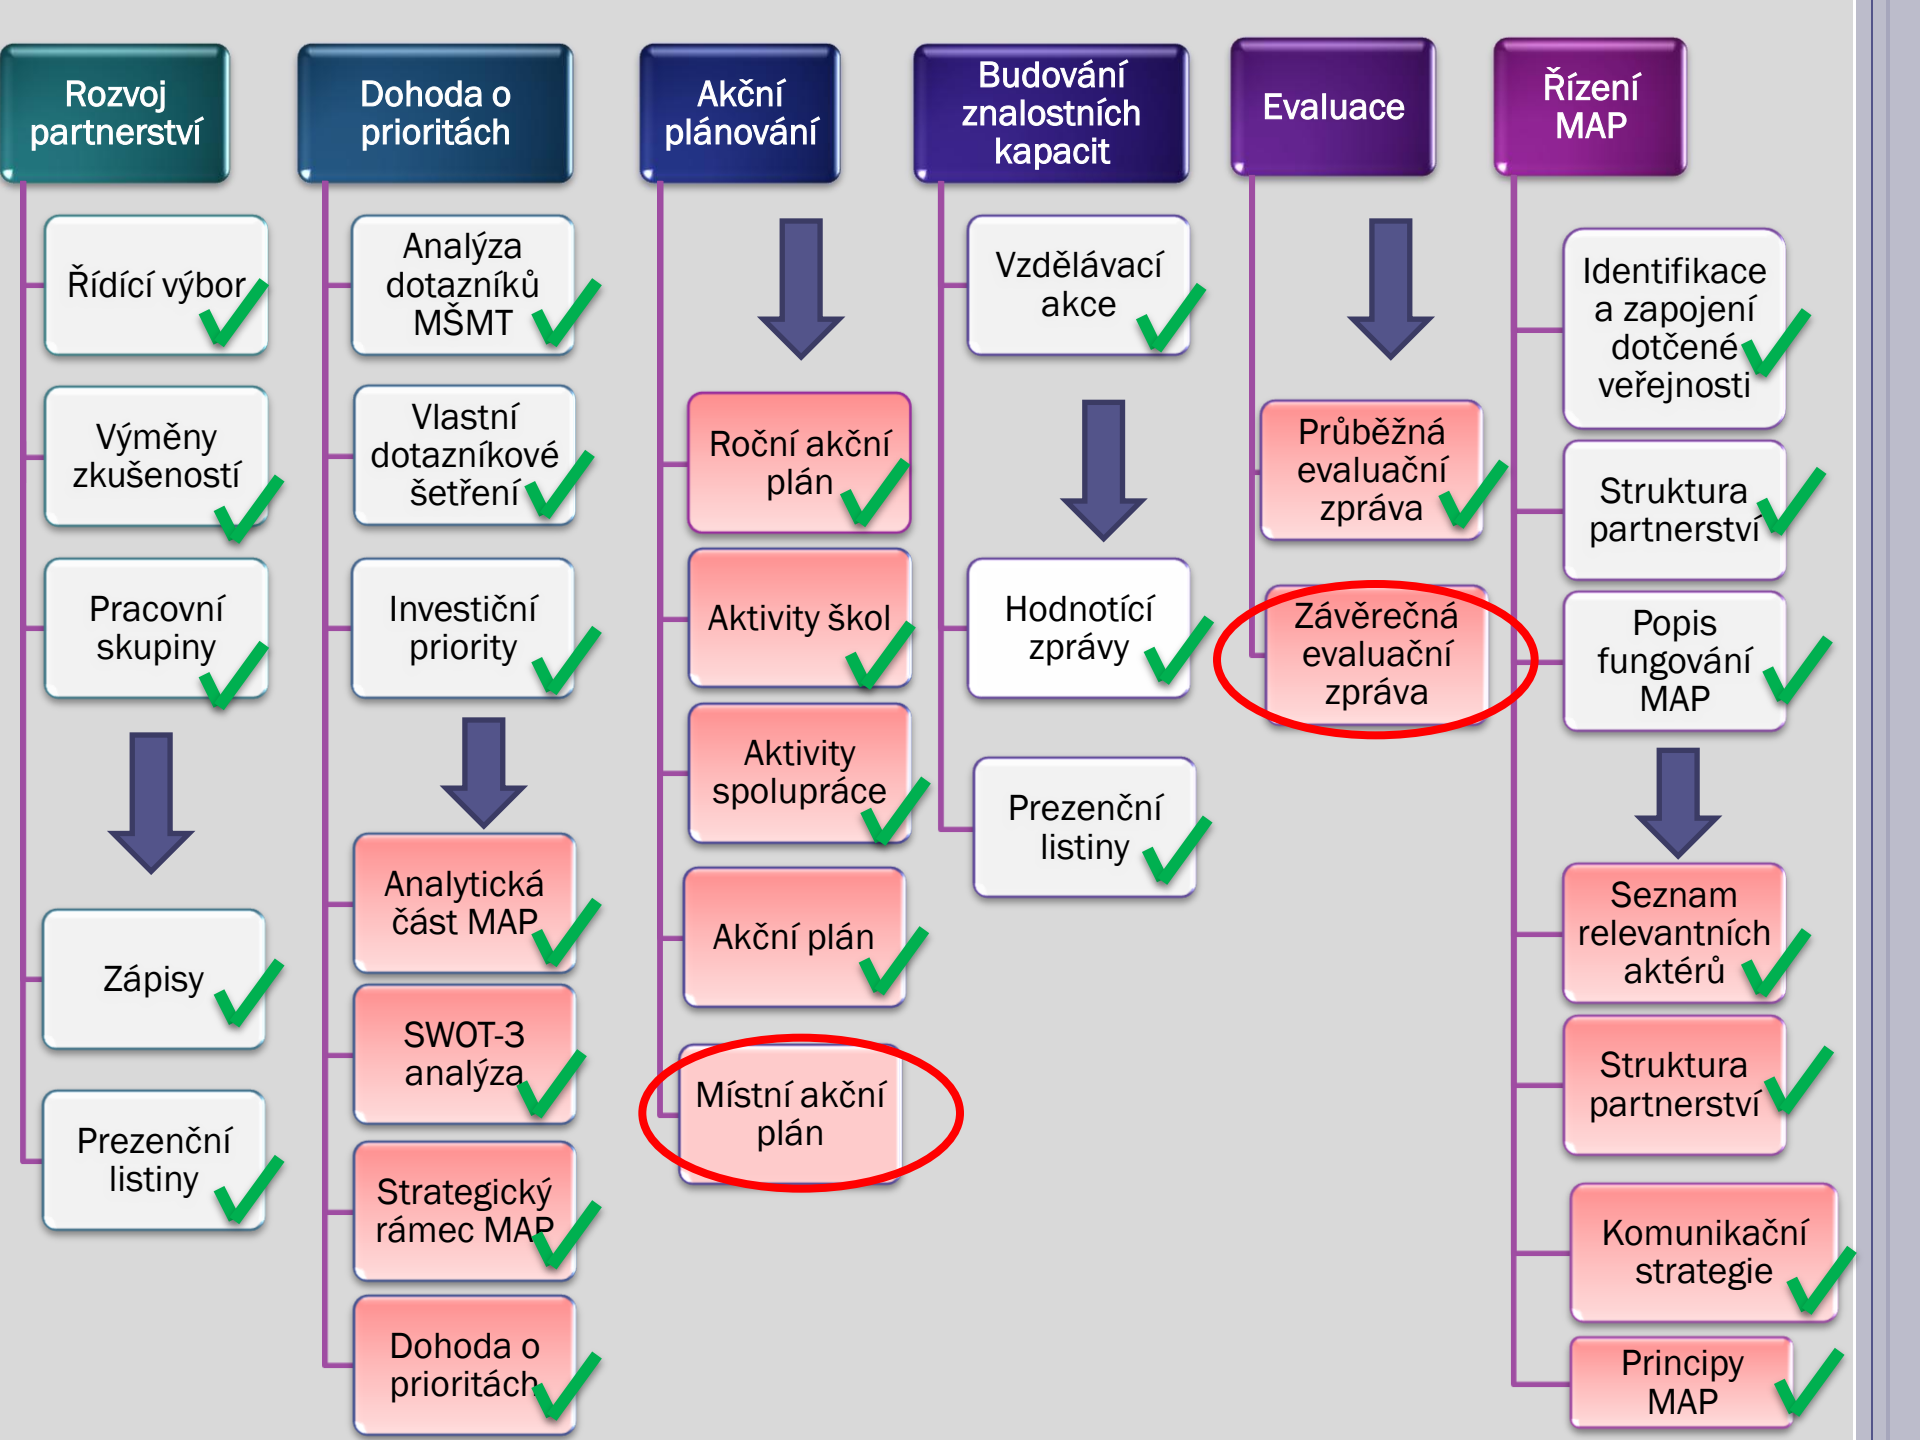 Rozvoj
partnerství
Řídící výbor
Výměny
zkušeností
Pracovní
skupiny
Zápisy
Prezenční
listiny
Dohoda o
prioritách
Analýza
dotazníků
MŠMT
Vlastní
dotazníkové
šetření
Investiční
priority
Analytická
část MAP
SWOT-3
analýza
Strategický
rámec MAP
Dohoda o
prioritách
Akční
plánování
Roční akční
plán
Aktivity škol
Aktivity
spolupráce
Akční plán
Místní akční
plán
Budování
znalostních
kapacit
Vzdělávací
akce
Hodnotící
zprávy
Prezenční
listiny
Evaluace
Průběžná
evaluační
zpráva
Závěrečná
evaluační
zpráva
Řízení
MAP
Identifikace
a zapojení
dotčené
veřejnosti
Struktura
partnerství
Popis
fungování
MAP
Seznam
relevantních
aktérů
Struktura
partnerství
Komunikační
strategie
Principy
MAP